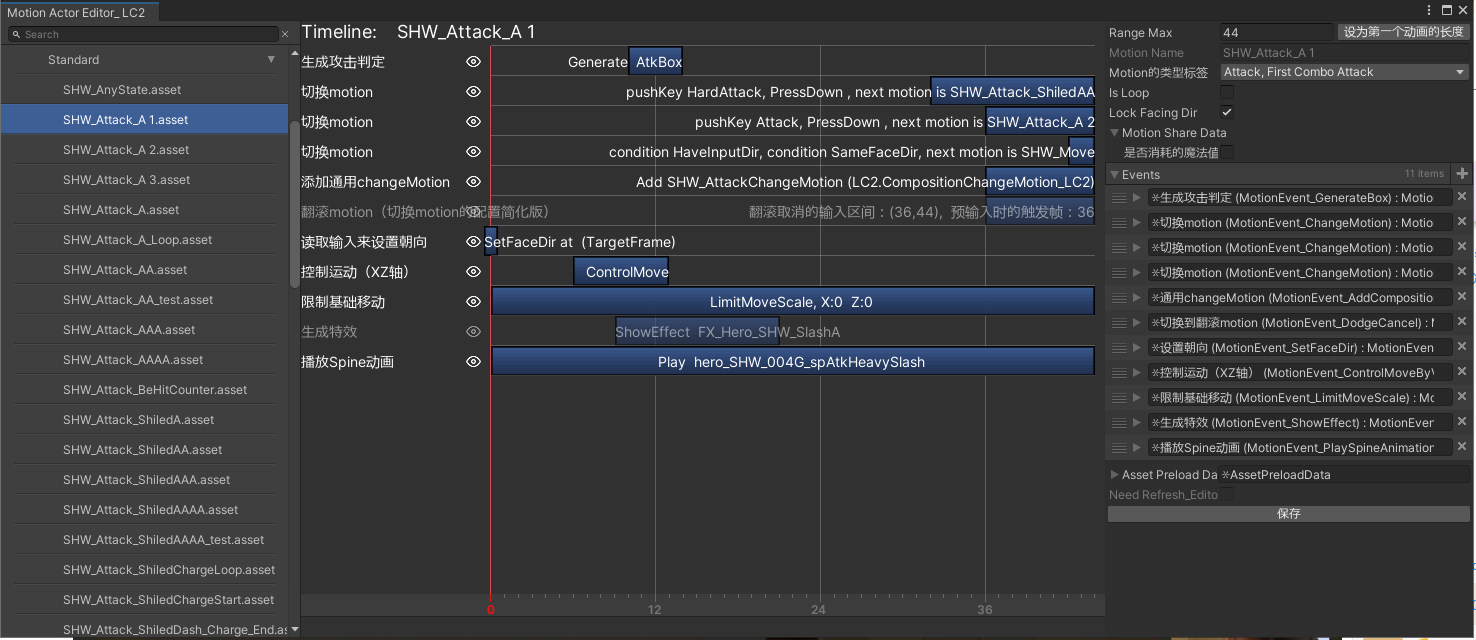 Motion Actor Editor_ LC2
Search
Standard
SHW_AnyState.asset
SHW_Attack_A 1.asset
SHW_Attack_A 2.asset
SHW_Attack_A 3.asset
SHW_Attack_A.asset
SHW_Attack_A_Loop.asset
SHW_Attack_AA.asset
SHW_Attack_AA_test.asset
SHW_Attack_AAA.asset
SHW_Attack_AAAA.asset
SHW_Attack_BeHitCounter.asset
SHW_Attack_ShiledA.asset
SHW_Attack_ShiledAA.asset
SHW_Attack_ShiledAAA.asset
SHW_Attack_ShiledAAAA.asset
SHW_Attack_ShiledAAAA_test.asset
SHW_Attack_ShiledChargeLoop.asset
SHW_Attack_ShiledChargeStart.asset
SHW_Attack_ShiledDash_Charge_End.as
Timeline: SHW_Attack_A 1
生成攻击判定 Generate AtkBox
切换motion pushKey HardAttack, PressDown , next motion is SHW_Attack_ShiledAA
切换motion pushKey Attack, PressDown , next motion is SHW_Attack_A 2
切换motion condition HaveInputDir, condition SameFaceDir, next motion is SHW_Move
添加通用changeMotion Add SHW_AttackChangeMotion (LC2.CompositionChangeMotion_LC2)
翻滚motion（切换motion的配置简化版） 翻滚取消的输入区间：(36,44), 预输入时的触发帧：36
读取输入来设置朝向 SetFaceDir at (TargetFrame)
控制运动（XZ轴） ControlMove
限制基础移动 LimitMoveScale, X:0 Z:0
生成特效 ShowEffect FX_Hero_SHW_SlashA
播放Spine动画 Play hero_SHW_004G_spAtkHeavySlash
0 12 24 36
Range Max 44 设为第一个动画的长度
Motion Name SHW_Attack_A 1
Motion的类型标签 Attack, First Combo Attack
Is Loop
Lock Facing Dir
Motion Share Data
是否消耗的魔法值
Events 11 items
※生成攻击判定 (MotionEvent_GenerateBox) : Motio
※切换motion (MotionEvent_ChangeMotion) : Motio
※切换motion (MotionEvent_ChangeMotion) : Motio
※切换motion (MotionEvent_ChangeMotion) : Motio
※通用changeMotion (MotionEvent_AddCompositio
※切换到翻滚motion (MotionEvent_DodgeCancel) : M
※设置朝向 (MotionEvent_SetFaceDir) : MotionEven
※控制运动（XZ轴） (MotionEvent_ControlMoveByV
※限制基础移动 (MotionEvent_LimitMoveScale) : Mo
※生成特效 (MotionEvent_ShowEffect) : MotionEver
※播放Spine动画 (MotionEvent_PlaySpineAnimation
Asset Preload Da ※AssetPreloadData
Need Refresh_Edito
保存